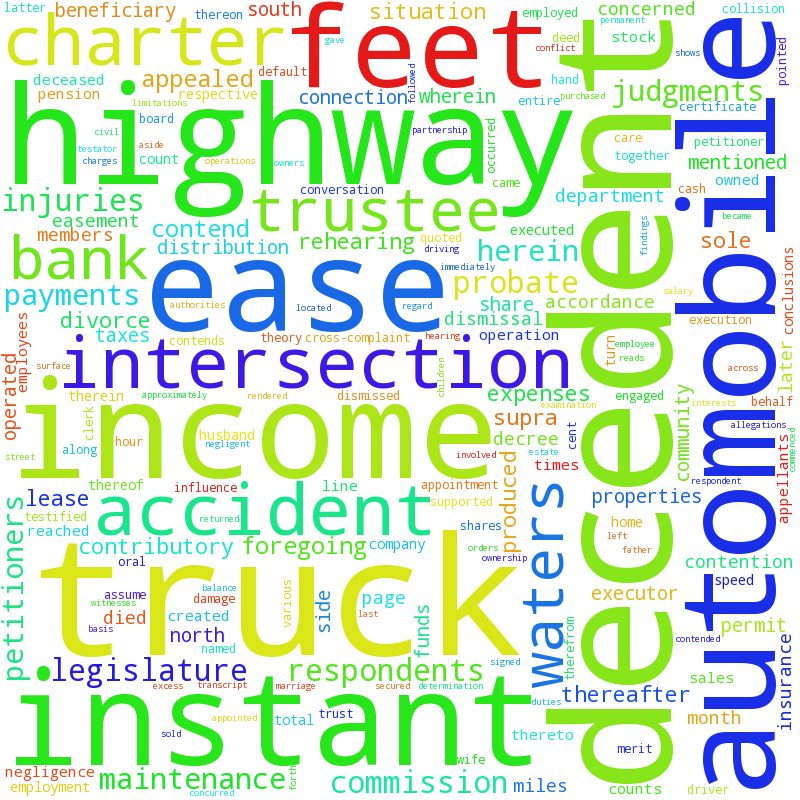 latter
beneficiary
thereon
south
situation
employed
concerned
collision
charter
feet
gave
deed
permanent
stock
shows
followed
conflict
pointed
deceased
appealed
default
hand
pension
respective
connection
wherein
entire
purchased
judgments
certificate
limitations
board
partnership
civil
aside
testator
charges
count
operations
owners
occurred
care
together
petitioner
mentioned
highway
came
conversation
department
cash
owned
injuries
easement
trustee
executed
findings
became
members
contend
distribution
rehearing
quoted
driving
herein
sole
bank
ease
immediately
probate
payments
authorities
located
regard
share
accordance
salary
execution
conclusions
divorce
taxes
contends
theory
cross-complaint
hearing
dismissal
operation
turn
employee
reads
operated
employees
surface
intersection
children
across
later
approximately
rendered
dismissed
expenses
examination
engaged
interests
behalf
therein
clerk
income
supra
community
allegations
appellants
commenced
street
hour
husband
negligent
decree
cent
estate
along
involved
times
respondent
thereof
influence
line
appointment
produced
lease
accident
supported
properties
testified
returned
shares
home
reached
contributory
foregoing
company
orders
left
father
contention
petitioners
oral
ownership
waters
decedent
automobile
truck
balance
various
assume
page
speed
witnesses
damage
side
last
executor
died
created
funds
basis
north
named
signed
therefrom
permit
contended
insurance
legislature
respondents
duties
sales
excess
transcript
marriage
secured
determination
thereafter
instant
appointed
total
trust
month
sold
thereto
merit
negligence
wife
employment
maintenance
forth
commission
miles
counts
driver
concurred